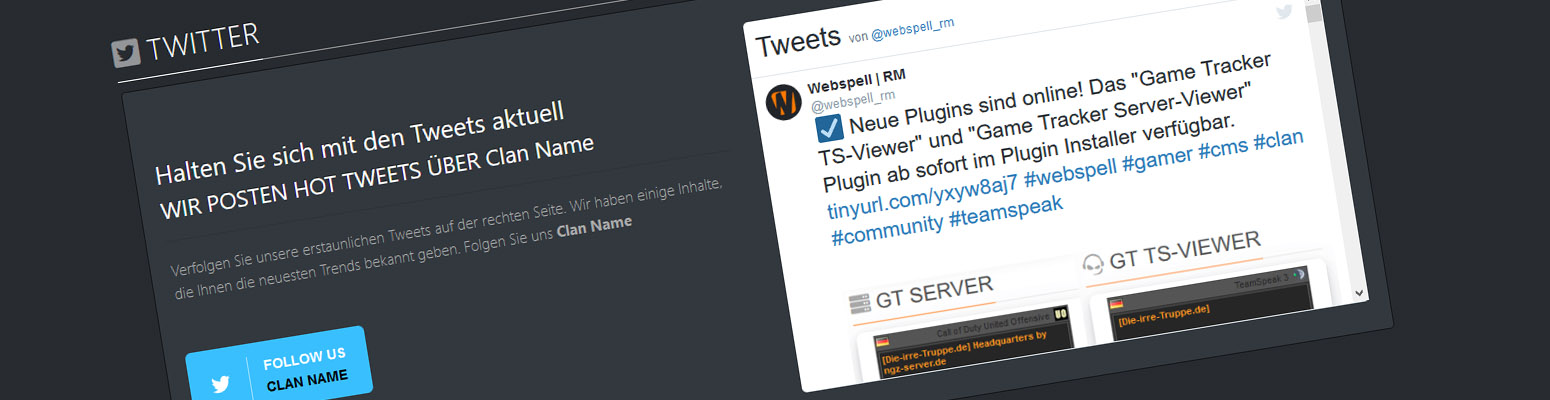 TWITTER
Halten Sie sich mit den Tweets aktuell
WIR POSTEN HOT TWEETS ÜBER Clan Name
Verfolgen Sie unsere erstaunlichen Tweets auf der rechten Seite. Wir haben einige Inhalte,
die Ihnen die neuesten Trends bekannt geben. Folgen Sie uns Clan Name
FOLLOW US
CLAN NAME
Tweets von @webspell_rm
Webspell | RM
@webspell_rm
Neue Plugins sind online! Das "Game Tracker
TS-Viewer" und "Game Tracker Server-Viewer"
Plugin ab sofort im Plugin Installer verfügbar.
tinyurl.com/yxyw8aj7 #webspell #gamer #cms #clan
#community #teamspeak
GT SERVER
Call of Duty United Offensive
[Die-irre-Truppe.de] Headquarters by
ngz-server.de
GT TS-VIEWER
TeamSpeak 3
[Die-irre-Truppe.de]